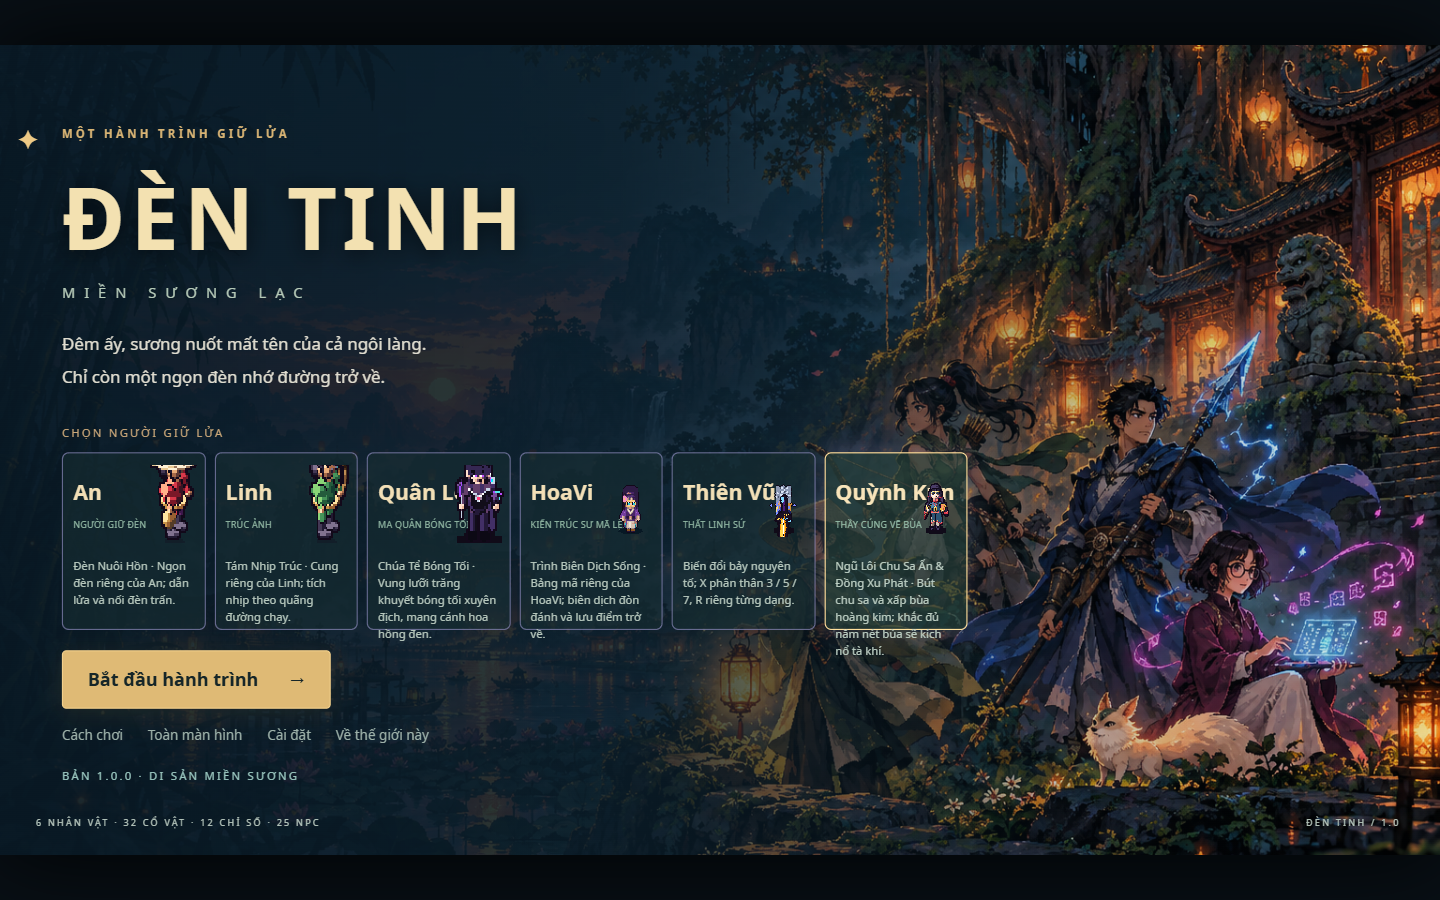 MỘT HÀNH TRÌNH GIỮ LỬA
ĐÈN TINH
MIỀN SƯƠNG LẠC
Đêm ấy, sương nuốt mất tên của cả ngôi làng.
Chỉ còn một ngọn đèn nhớ đường trở về.
CHỌN NGƯỜI GIỮ LỬA
An
NGƯỜI GIỮ ĐÈN
Đèn Nuôi Hồn · Ngọn
đèn riêng của An; dẫn
lửa và nối đèn trấn.
Linh
TRÚC ẢNH
Tám Nhịp Trúc · Cung
riêng của Linh; tích
nhịp theo quãng
đường chạy.
Quân
MA QUÂN BÓNG TỐI
Chúa Tể Bóng Tối ·
Vung lưỡi trăng
khuyết bóng tối xuyên
địch, mang cánh hoa
hồng đen.
HoaVi
KIẾN TRÚC SƯ MÃ
Trình Biên Dịch Sống ·
Bảng mã riêng của
HoaVi; biên dịch đòn
đánh và lưu điểm trở
về.
Thiên Vũ
THẤT LINH SỨ
Biến đổi bảy nguyên
tố; X phân thân 3 / 5 /
7, R riêng từng dạng.
Quỳnh
THẦY CÚNG VẼ BÙA
Ngũ Lôi Chu Sa Ấn &
Đồng Xu Phát · Bút
chu sa và xấp bùa
hoàng kim; khắc đủ
năm nét bùa sẽ kích
nổ tà khí.
Bắt đầu hành trình →
Cách chơi Toàn màn hình Cài đặt Về thế giới này
BẢN 1.0.0 · DI SẢN MIỀN SƯƠNG
6 NHÂN VẬT · 32 CỔ VẬT · 12 CHỈ SỐ · 25 NPC
ĐÈN TINH / 1.0